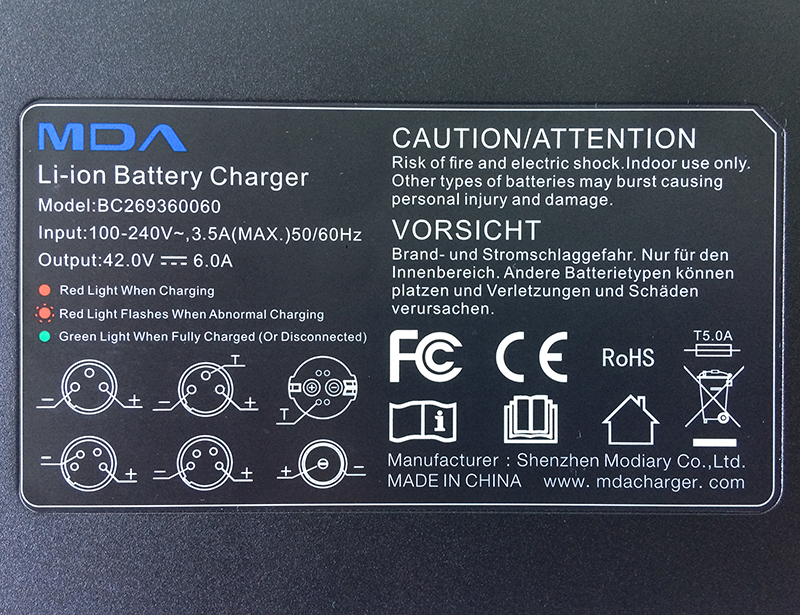 MDA
Li-ion Battery Charger
Model:BC269360060
Input:100-240V~,3.5A(MAX.)50/60Hz
Output:42.0V ⎓ 6.0A
Red Light When Charging
Red Light Flashes When Abnormal Charging
Green Light When Fully Charged (Or Disconnected)
T
− +
− +
T
− +
− +
+ −
CAUTION/ATTENTION
Risk of fire and electric shock.Indoor use only.
Other types of batteries may burst causing
personal injury and damage.
VORSICHT
Brand- und Stromschlaggefahr. Nur für den
Innenbereich. Andere Batterietypen können
platzen und Verletzungen und Schäden
verursachen.
FC CE RoHS T5.0A
i
Manufacturer : Shenzhen Modiary Co.,Ltd.
MADE IN CHINA www. mdacharger. com